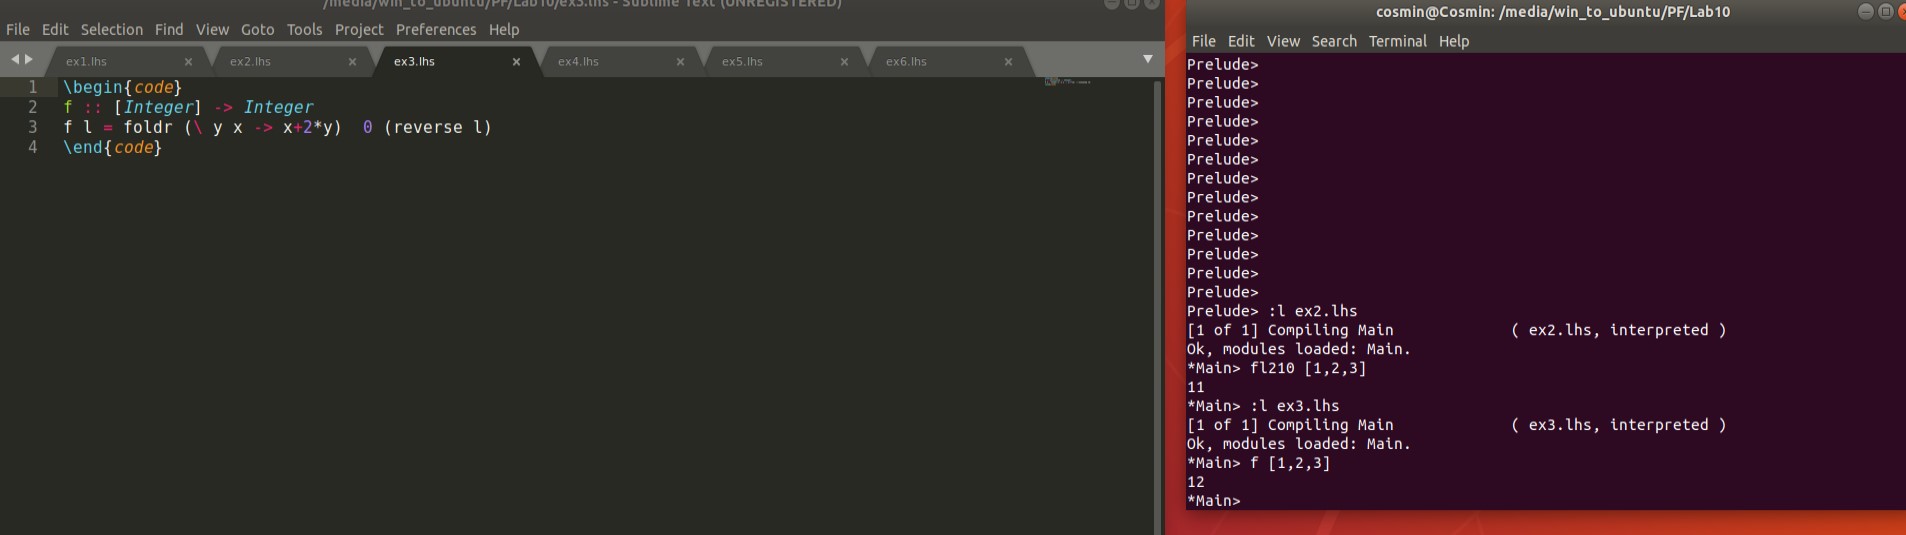 /media/win_to_ubuntu/PF/Lab10/ex3.lhs - Sublime Text (UNREGISTERED)
File Edit Selection Find View Goto Tools Project Preferences Help
ex1.lhs × ex2.lhs × ex3.lhs × ex4.lhs × ex5.lhs × ex6.lhs ×
1 \begin{code}
2 f :: [Integer] -> Integer
3 f l = foldr (\ y x -> x+2*y)  0 (reverse l)
4 \end{code}
cosmin@Cosmin: /media/win_to_ubuntu/PF/Lab10
File Edit View Search Terminal Help
Prelude>
Prelude>
Prelude>
Prelude>
Prelude>
Prelude>
Prelude>
Prelude>
Prelude>
Prelude>
Prelude>
Prelude>
Prelude>
Prelude> :l ex2.lhs
[1 of 1] Compiling Main             ( ex2.lhs, interpreted )
Ok, modules loaded: Main.
*Main> fl210 [1,2,3]
11
*Main> :l ex3.lhs
[1 of 1] Compiling Main             ( ex3.lhs, interpreted )
Ok, modules loaded: Main.
*Main> f [1,2,3]
12
*Main>